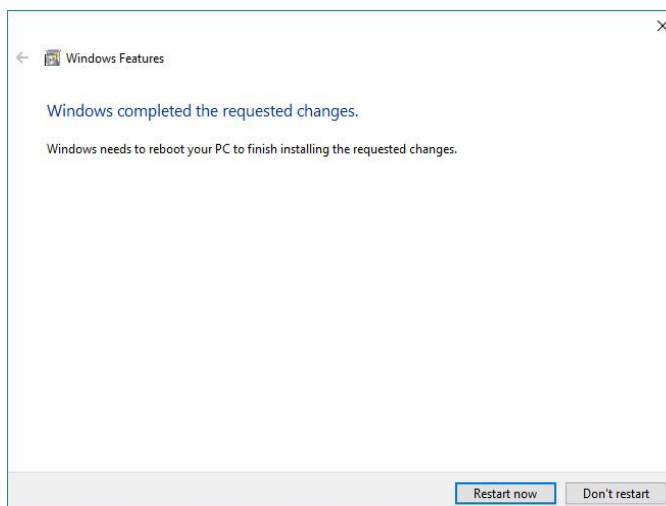 Windows Features
Windows completed the requested changes.
Windows needs to reboot your PC to finish installing the requested changes.
Restart now
Don't restart